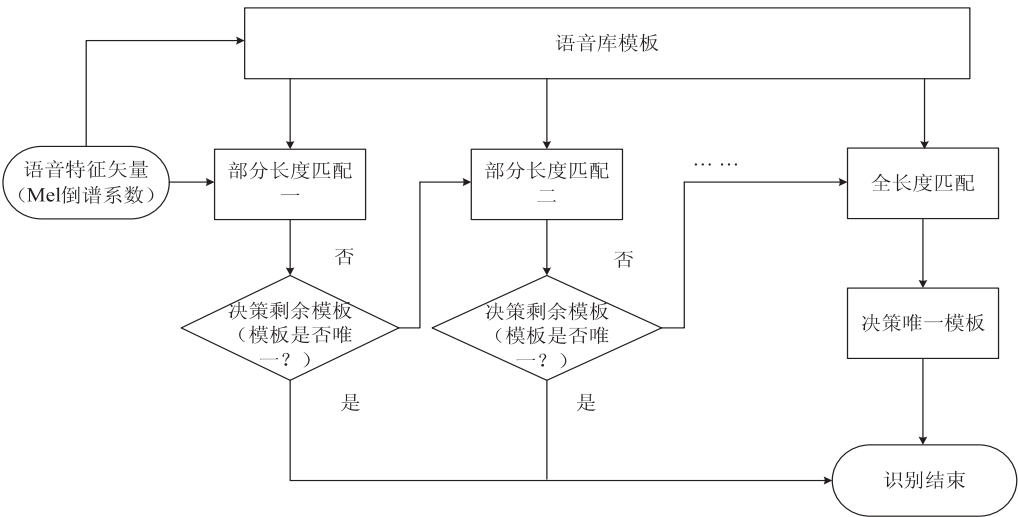 语音库模板
语音特征矢量
（Mel倒谱系数）
部分长度匹配
一
部分长度匹配
二
…… 
全长度匹配
否
否
决策剩余模板
（模板是否唯
一？）
决策剩余模板
（模板是否唯
一？）
决策唯一模板
是
是
识别结束